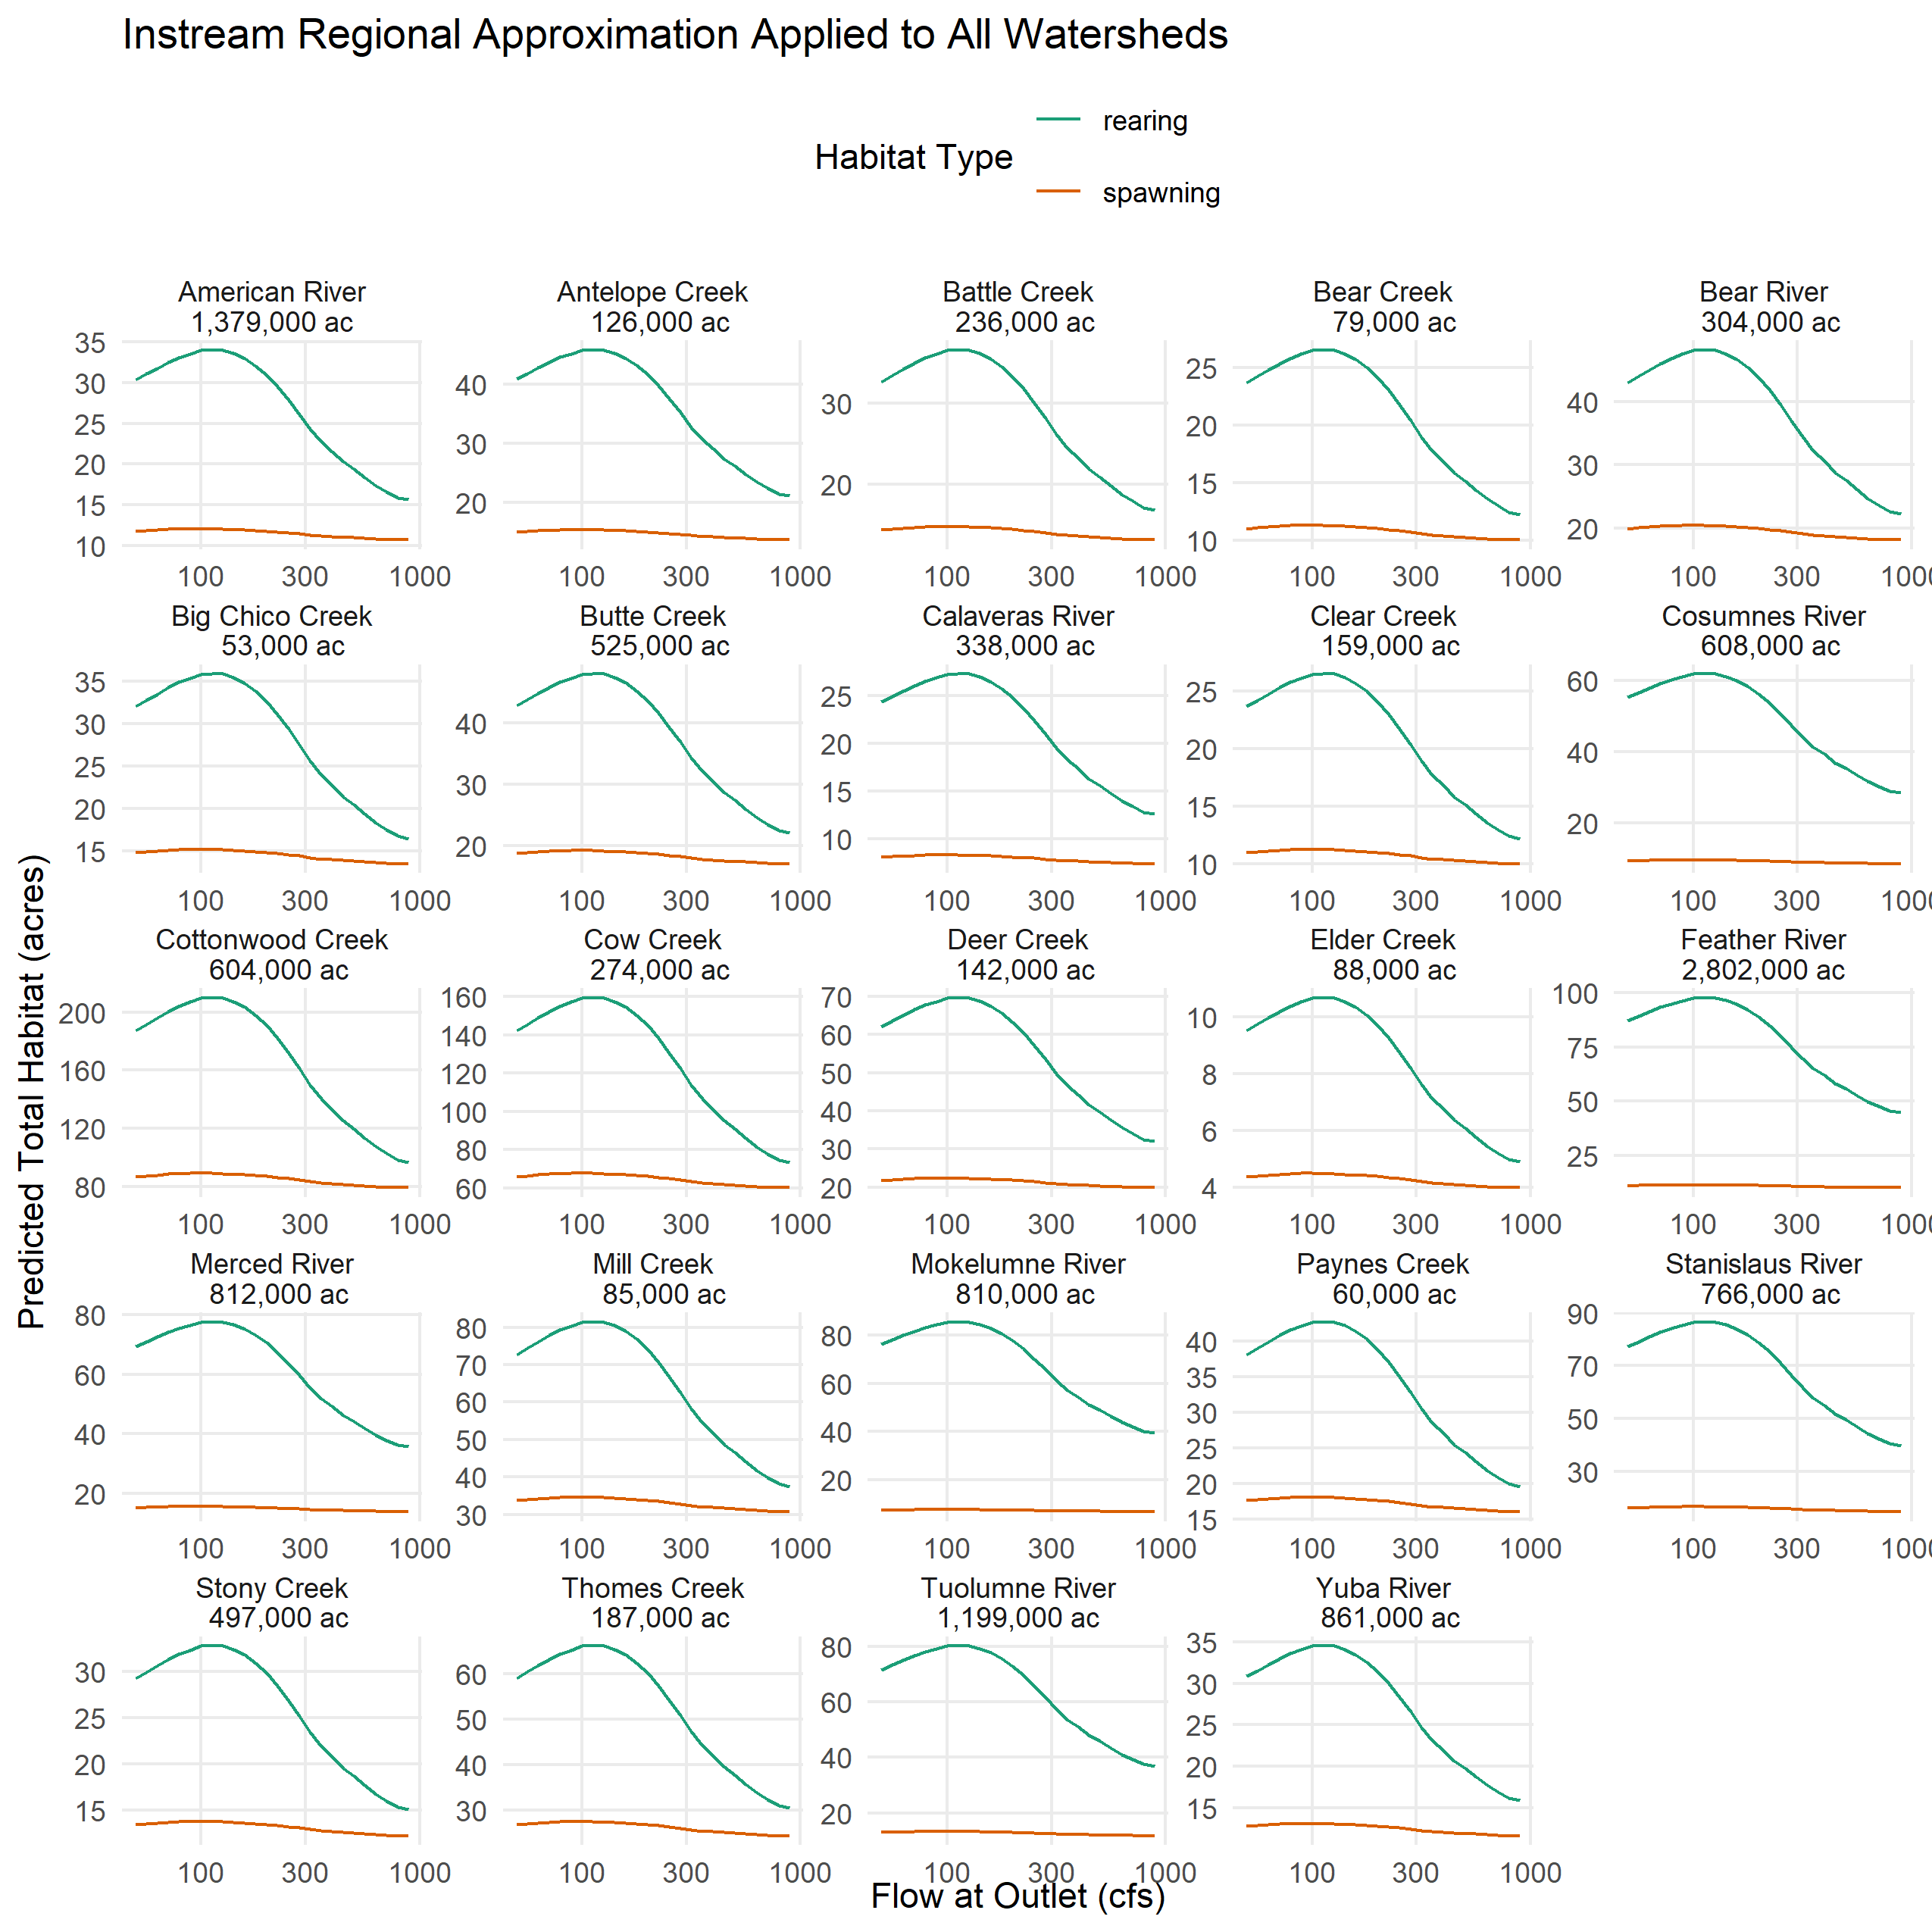 Instream Regional Approximation Applied to All Watersheds
Habitat Type
rearing
spawning
Predicted Total Habitat (acres)
American River
1,379,000 ac
35
30
25
20
15
10
100 300 1000
Antelope Creek
126,000 ac
40
30
20
100 300 1000
Battle Creek
236,000 ac
30
20
100 300 1000
Bear Creek
79,000 ac
25
20
15
10
100 300 1000
Bear River
304,000 ac
40
30
20
100 300 1000
Big Chico Creek
53,000 ac
35
30
25
20
15
100 300 1000
Butte Creek
525,000 ac
40
30
20
100 300 1000
Calaveras River
338,000 ac
25
20
15
10
100 300 1000
Clear Creek
159,000 ac
25
20
15
10
100 300 1000
Cosumnes River
608,000 ac
60
40
20
100 300 1000
Cottonwood Creek
604,000 ac
200
160
120
80
100 300 1000
Cow Creek
274,000 ac
160
140
120
100
80
60
100 300 1000
Deer Creek
142,000 ac
70
60
50
40
30
20
100 300 1000
Elder Creek
88,000 ac
10
8
6
4
100 300 1000
Feather River
2,802,000 ac
100
75
50
25
100 300 1000
Merced River
812,000 ac
80
60
40
20
100 300 1000
Mill Creek
85,000 ac
80
70
60
50
40
30
100 300 1000
Mokelumne River
810,000 ac
80
60
40
20
100 300 1000
Paynes Creek
60,000 ac
40
35
30
25
20
15
100 300 1000
Stanislaus River
766,000 ac
90
70
50
30
100 300 1000
Stony Creek
497,000 ac
30
25
20
15
100 300 1000
Thomes Creek
187,000 ac
60
50
40
30
100 300 1000
Tuolumne River
1,199,000 ac
80
60
40
20
100 300 1000
Yuba River
861,000 ac
35
30
25
20
15
100 300 1000
Flow at Outlet (cfs)